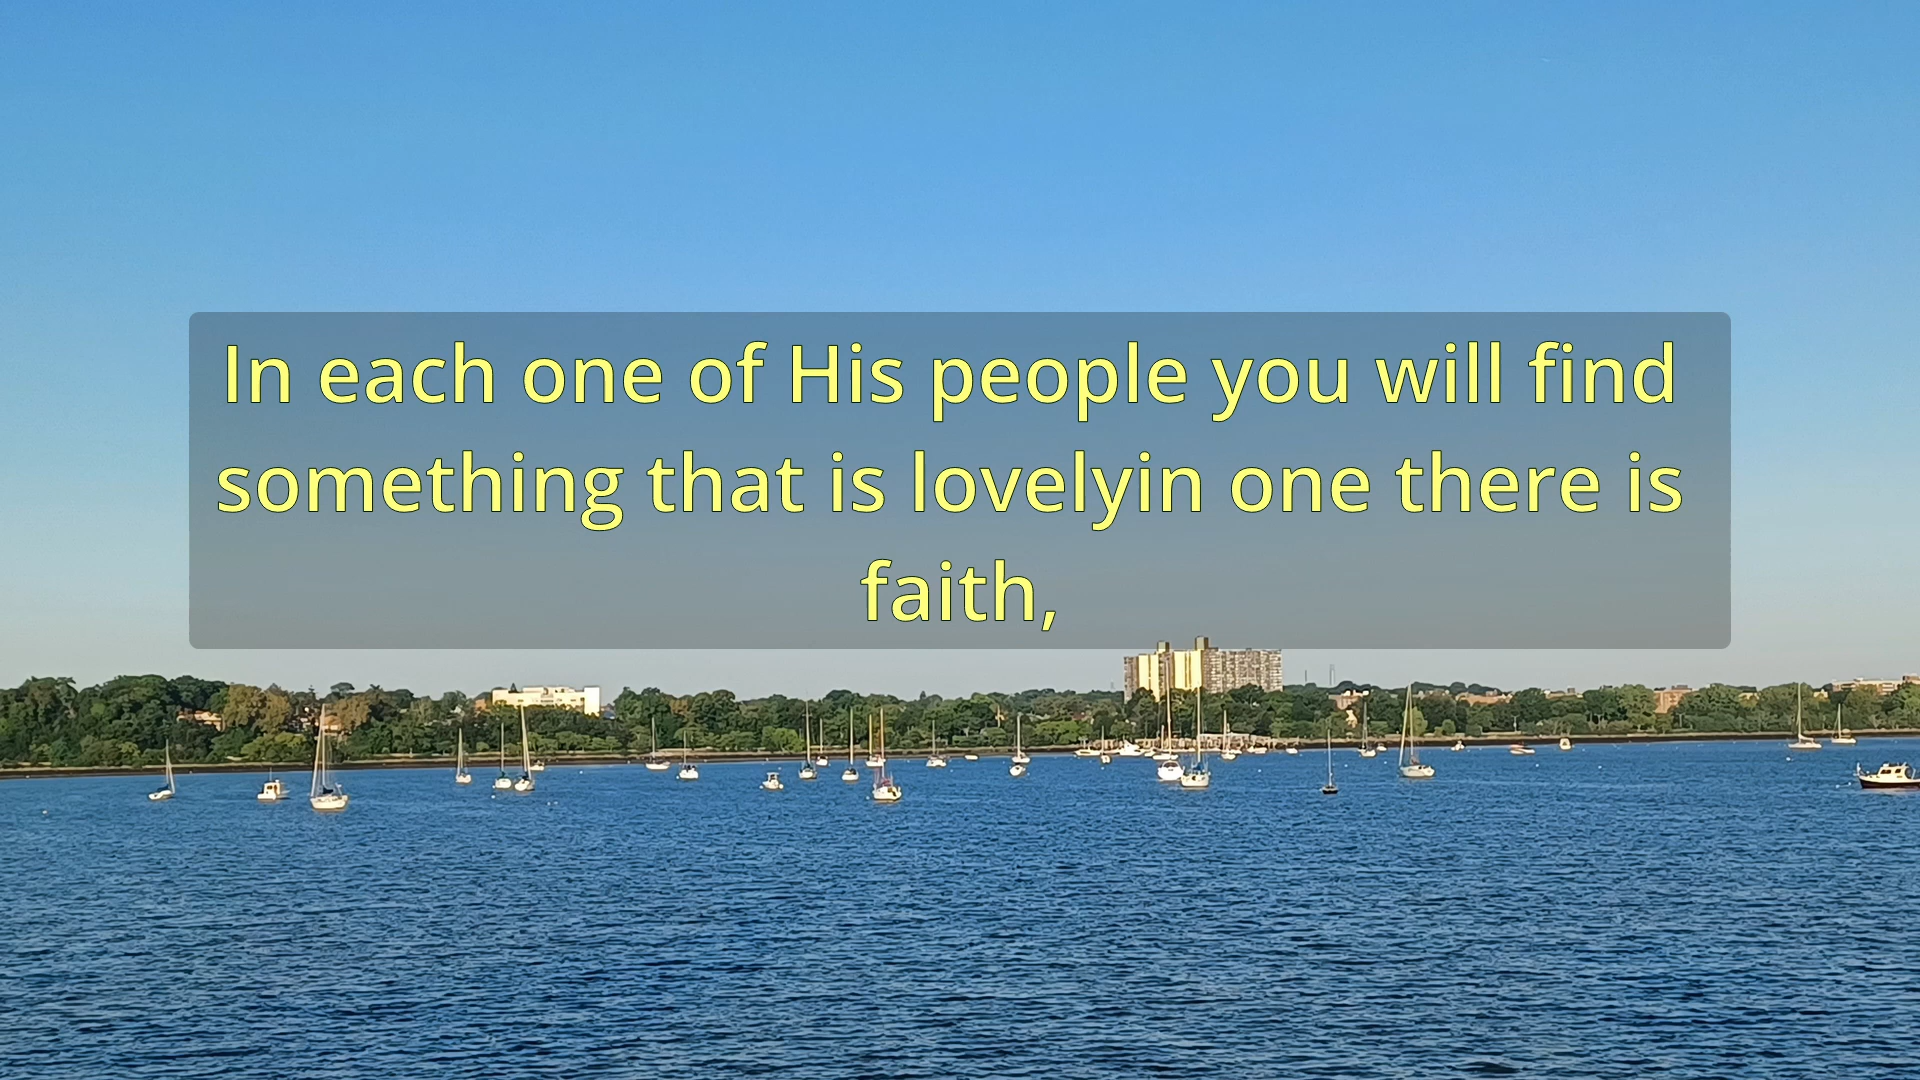 In each one of His people you will find
something that is lovelyin one there is
faith,